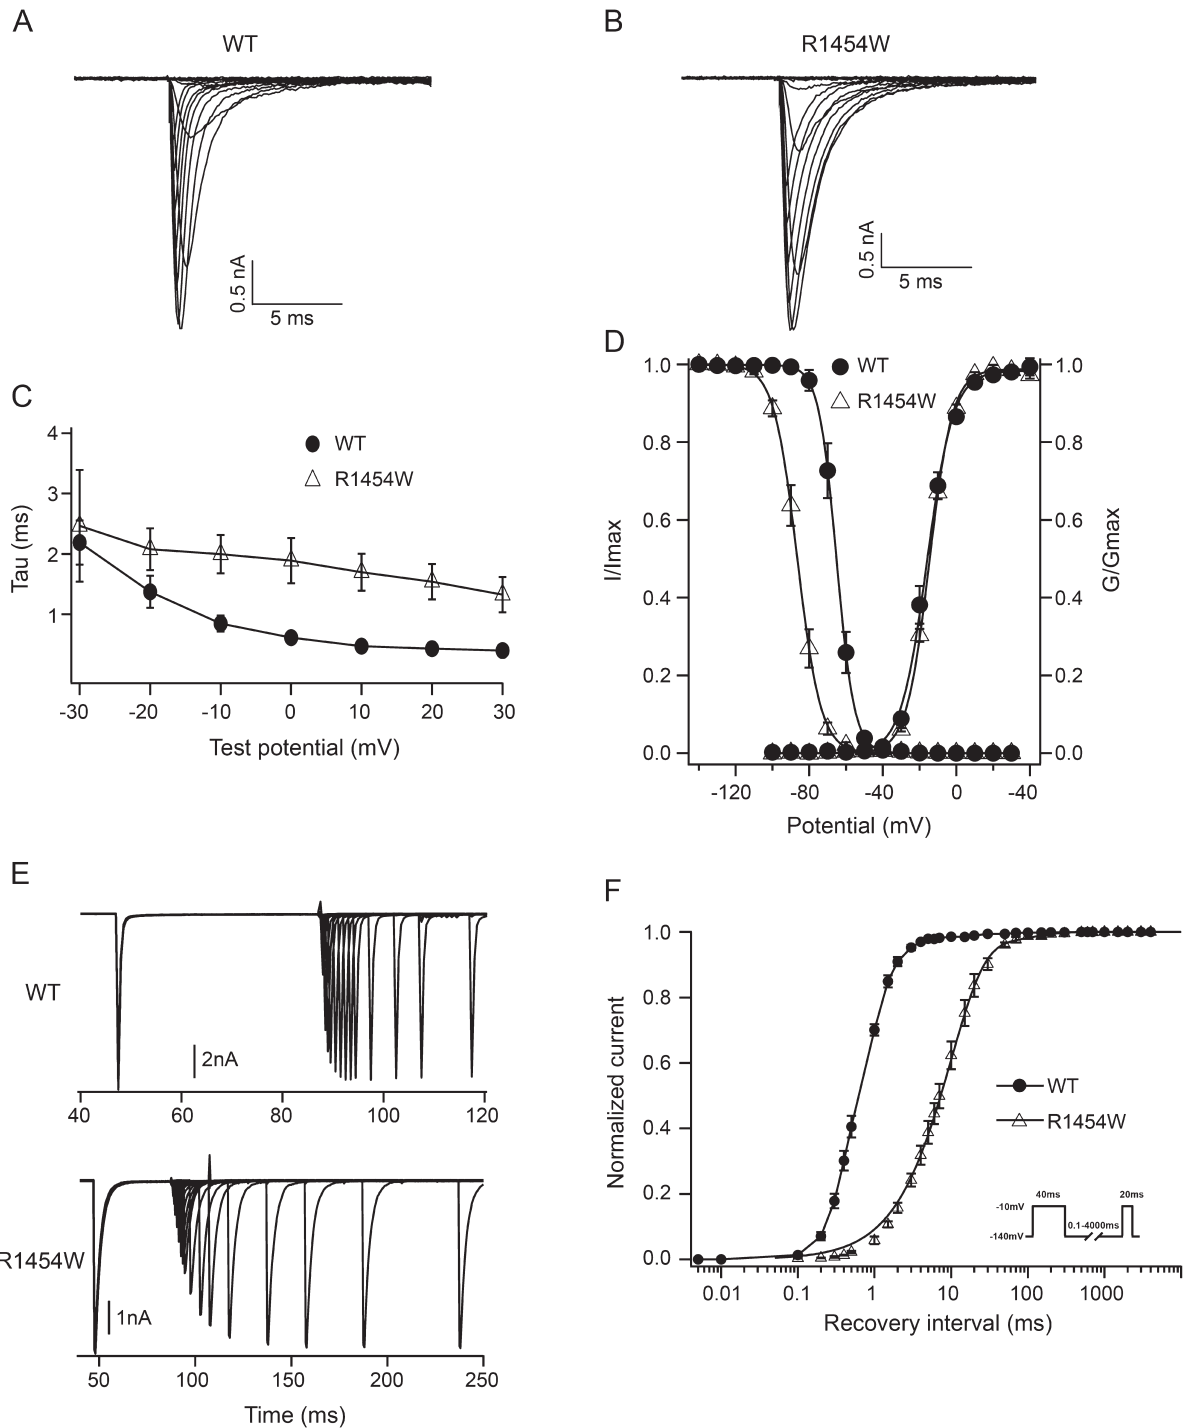 A
WT
0.5 nA
5 ms
B
R1454W
0.5 nA
5 ms
C
4
3
2
1
Tau (ms)
WT
R1454W
-30 -20 -10 0 10 20 30
Test potential (mV)
D
1.0
0.8
0.6
0.4
0.2
0.0
I/Imax
WT
R1454W
1.0
0.8
0.6
0.4
0.2
0.0
G/Gmax
-120 -80 -40 0 -40
Potential (mV)
E
WT
2nA
40 60 80 100 120
R1454W
1nA
50 100 150 200 250
Time (ms)
F
1.0
0.8
0.6
0.4
0.2
0.0
Normalized current
WT
R1454W
40ms 20ms
-10mV
0.1-4000ms
-140mV
0.01 0.1 1 10 100 1000
Recovery interval (ms)